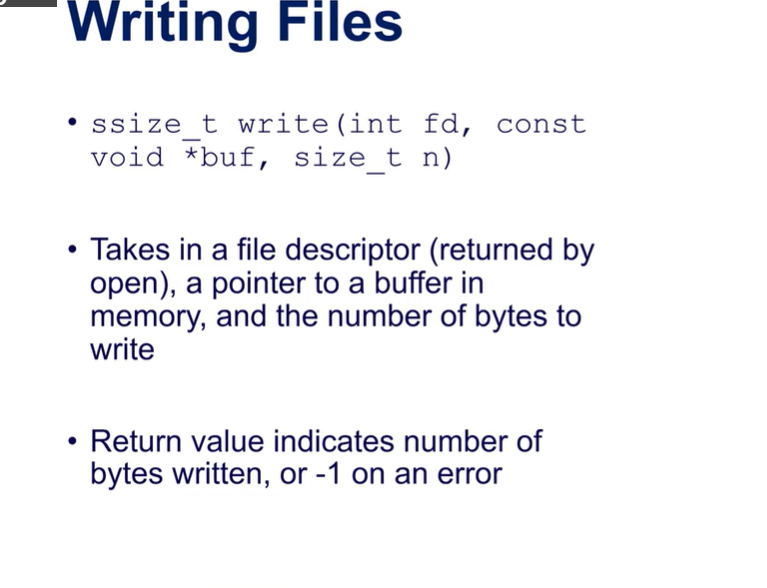 Writing Files
• ssize_t write(int fd, const
void *buf, size_t n)
• Takes in a file descriptor (returned by
open), a pointer to a buffer in
memory, and the number of bytes to
write
• Return value indicates number of
bytes written, or -1 on an error